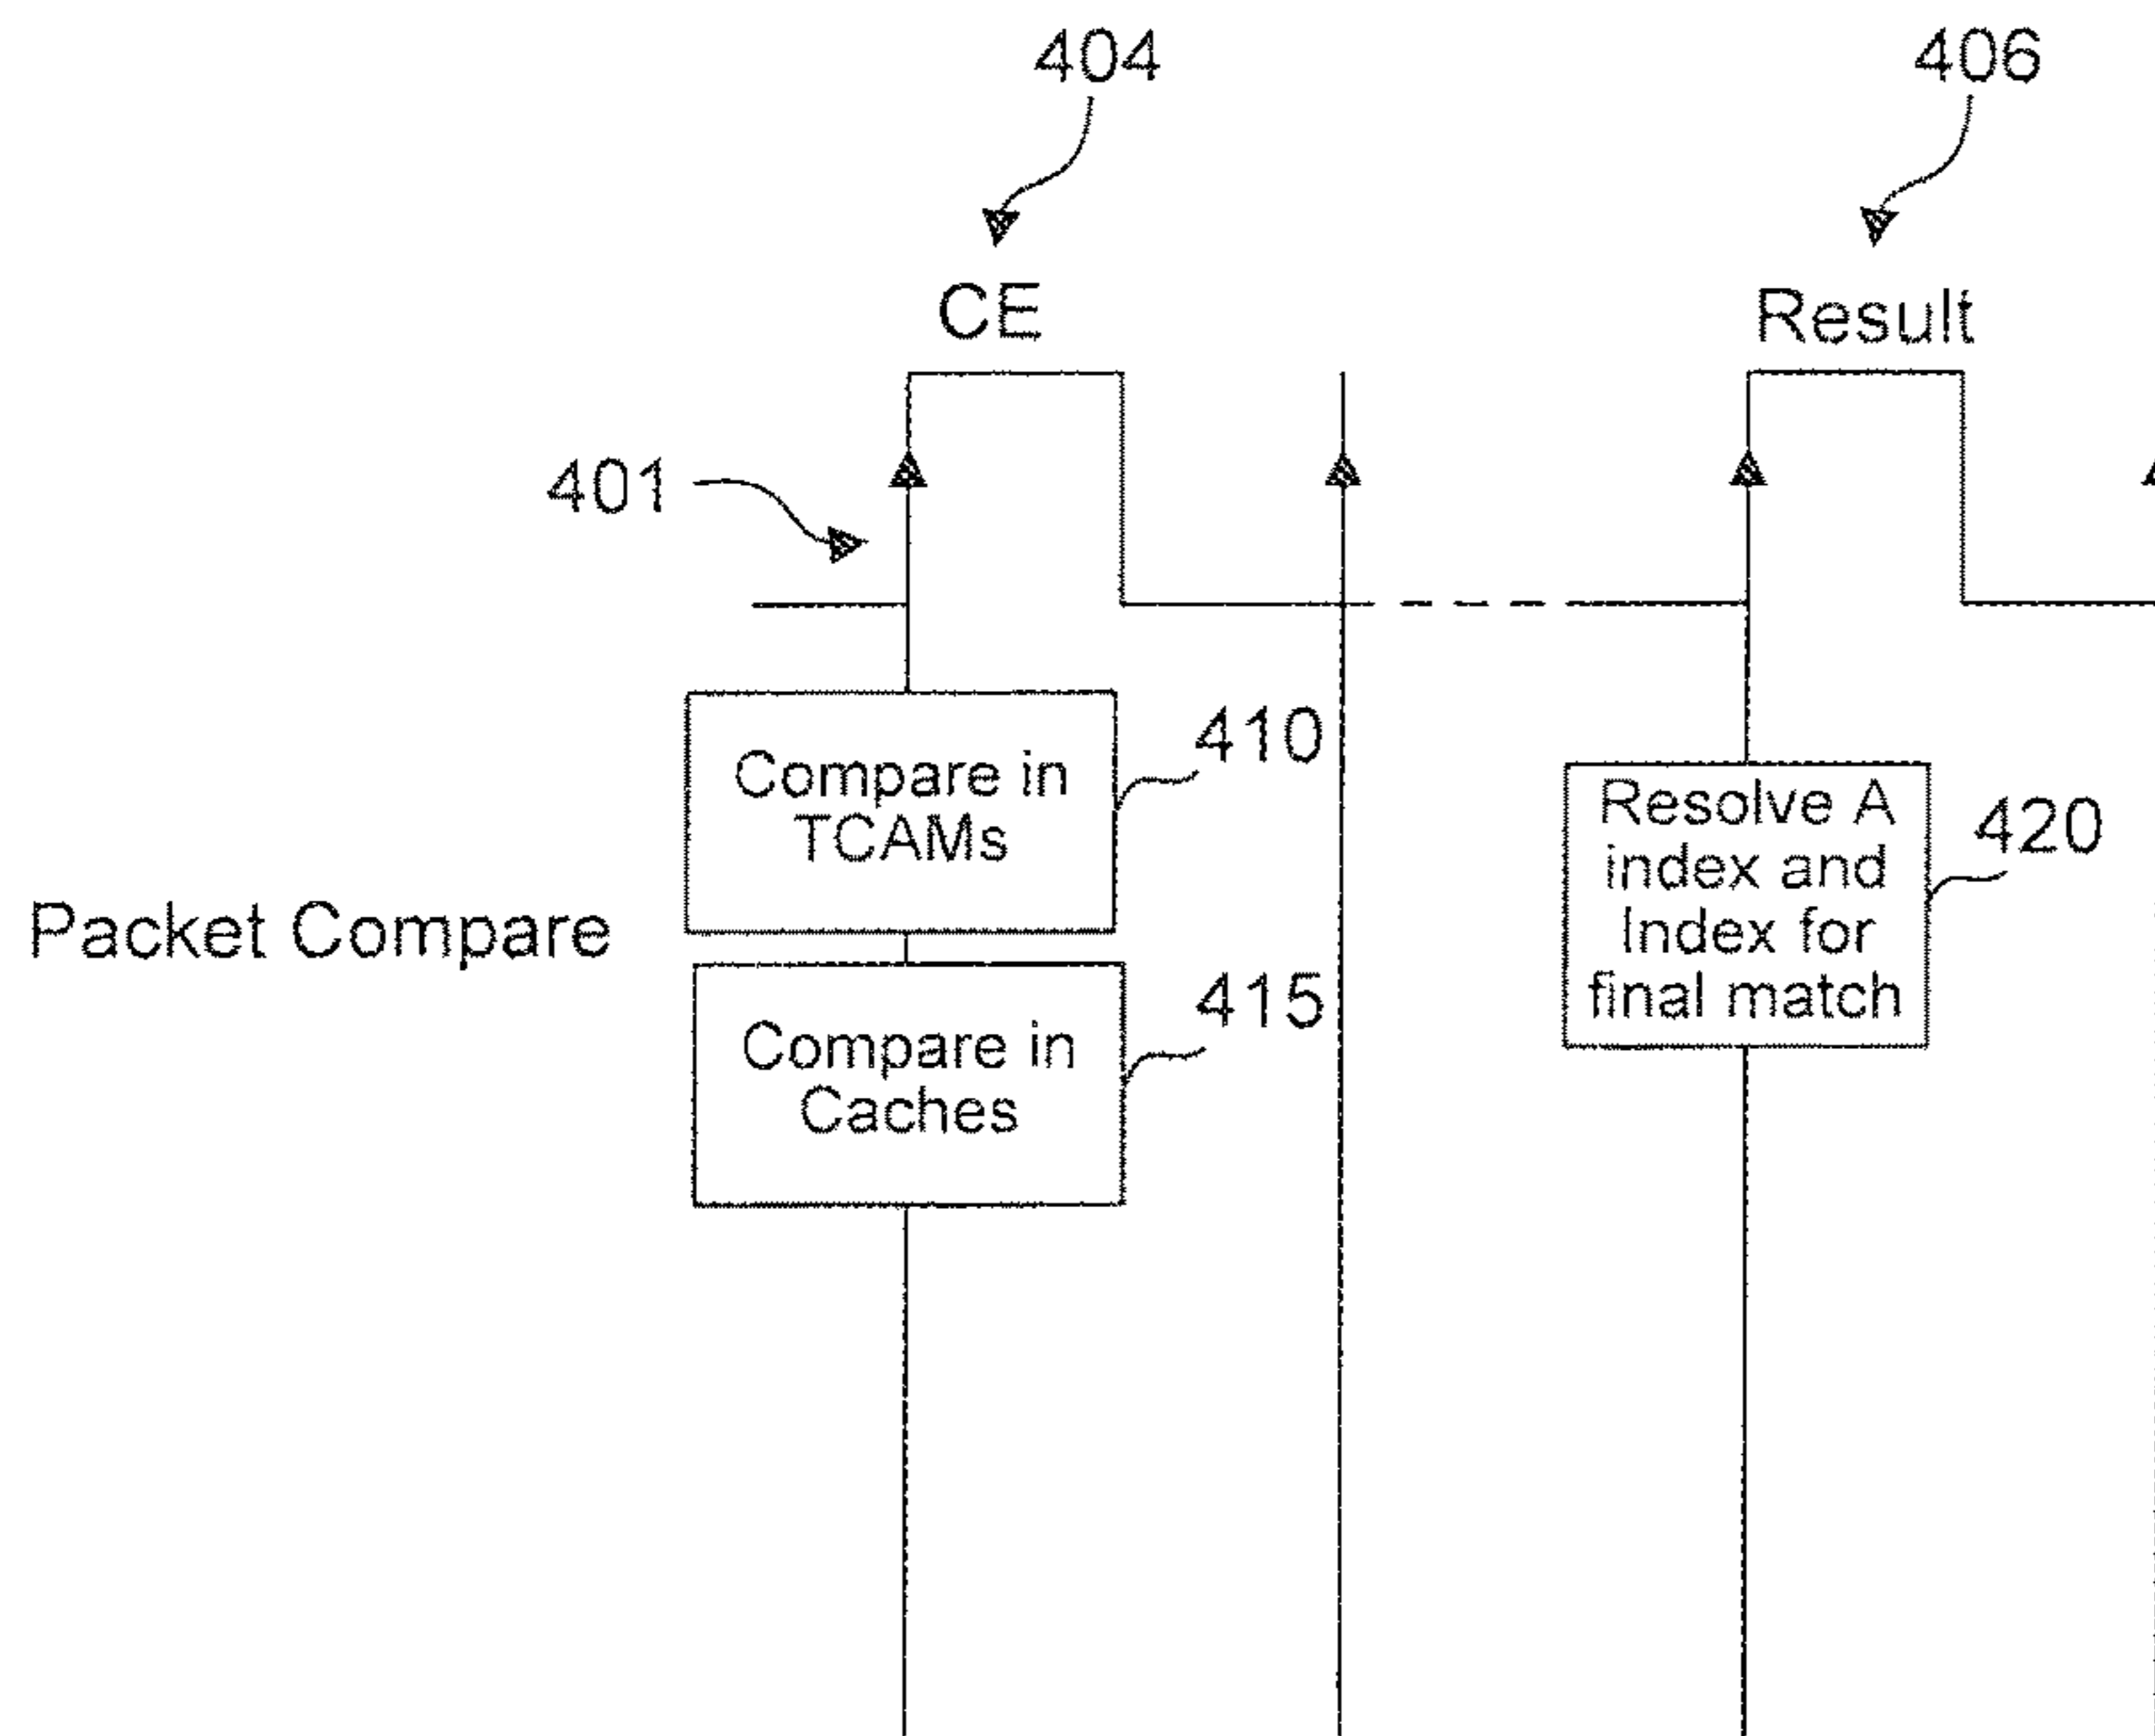 404
406
CE
Result
401
410
Compare in
TCAMs
Resolve A
index and
Index for
final match
420
Packet Compare
415
Compare in
Caches